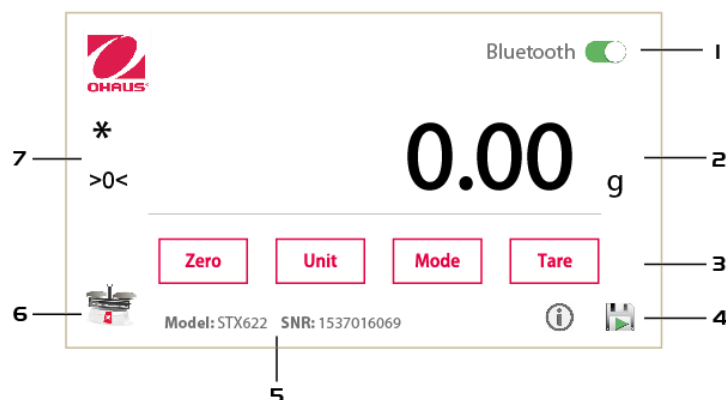 Bluetooth
1
OHAUS
*
7
>0<
0.00 g
2
Zero Unit Mode Tare
3
6
Model: STX622 SNR: 1537016069
4
5